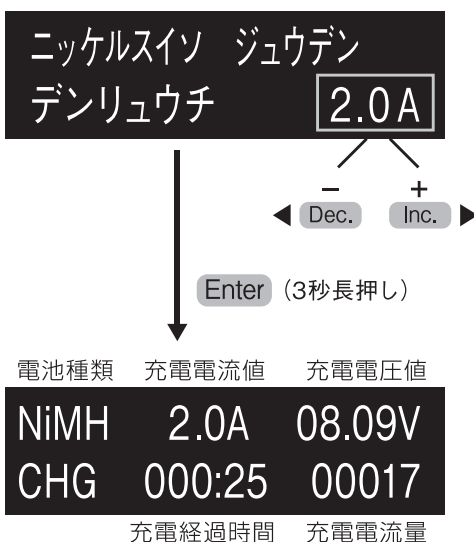 ニッケルスイソ ジュウデン
デンリュウチ 2.0A
− +
◀ Dec. Inc. ▶
Enter (3秒長押し)
電池種類 充電電流値 充電電圧値
NiMH 2.0A 08.09V
CHG 000:25 00017
充電経過時間 充電電流量